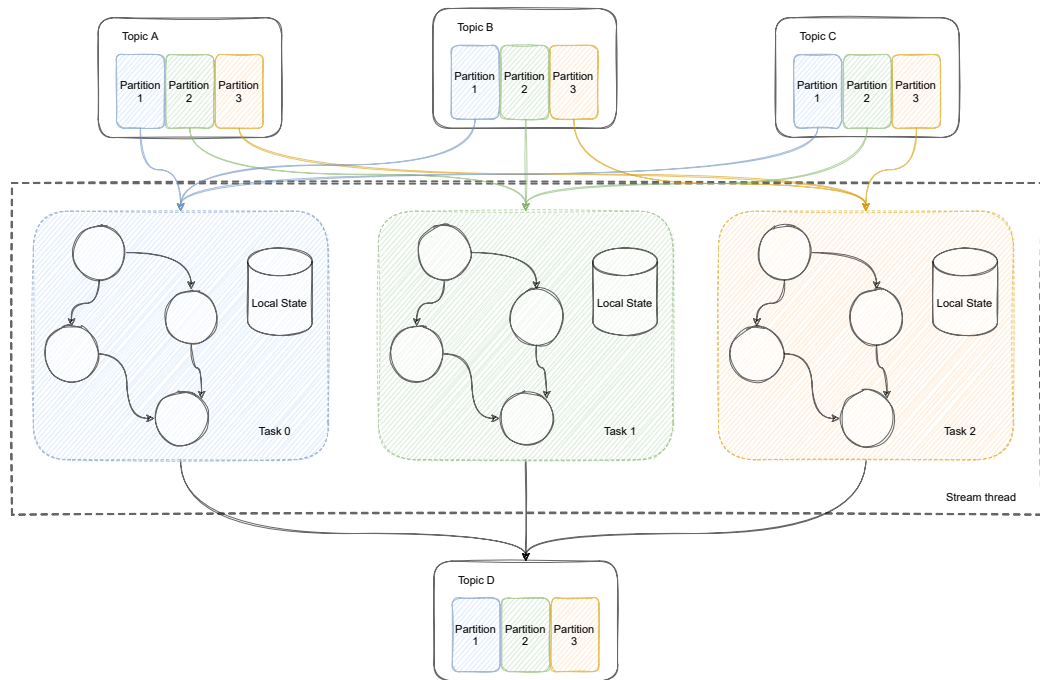 Topic A
Partition
1
Partition
2
Partition
3
Topic B
Partition
1
Partition
2
Partition
3
Topic C
Partition
1
Partition
2
Partition
3
Local State
Task 0
Local State
Task 1
Local State
Task 2
Stream thread
Topic D
Partition
1
Partition
2
Partition
3